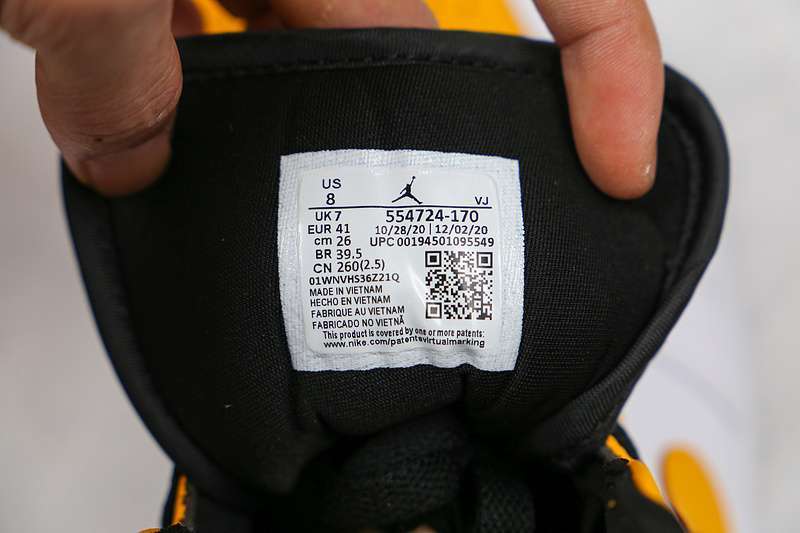 US
8
VJ
UK 7 554724-170
EUR 41 10/28/20 | 12/02/20
cm 26 UPC 00194501095549
BR 39.5
CN 260(2.5)
01WNVHS36Z21Q
MADE IN VIETNAM
HECHO EN VIETNAM
FABRIQUE AU VIETNAM
FABRICADO NO VIETNÃ
This product is covered by one or more patents:
www.nike.com/patentsvirtualmarking